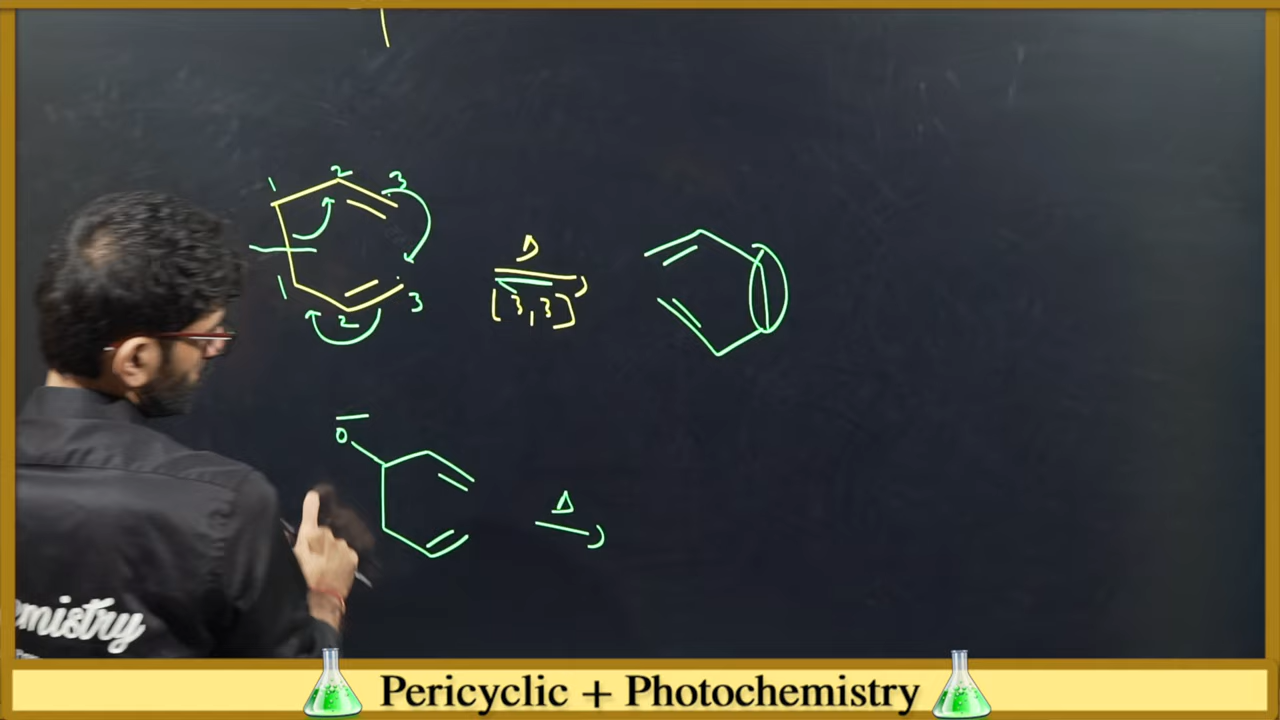 2
1
3
1
2
3
Δ
[3,3]
O
Δ
emistry
Pericyclic + Photochemistry